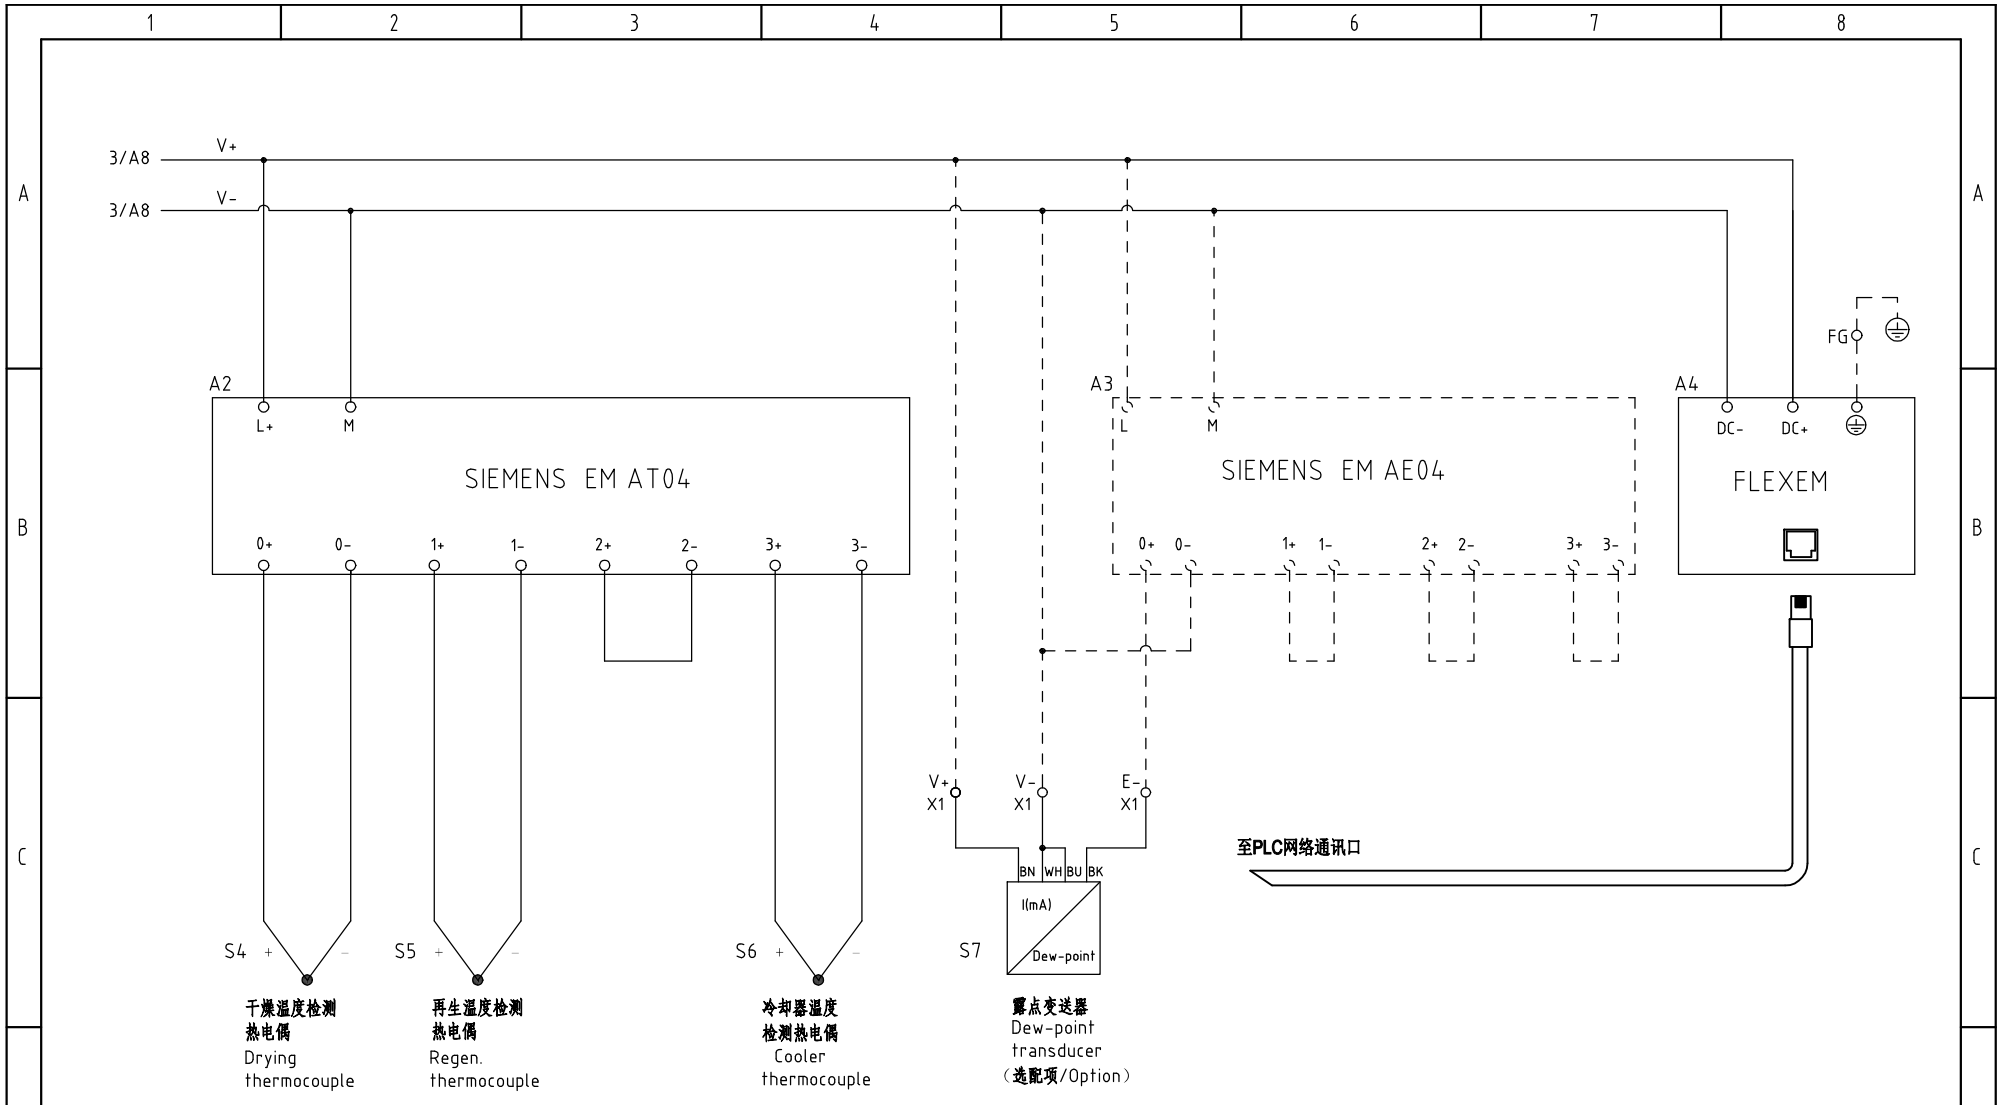 1 2 3 4 5 6 7 8
V+
3/A8
V-
3/A8
A A
FG
A2 A3 A4
L+ M L M DC- DC+
SIEMENS EM AT04 SIEMENS EM AE04 FLEXEM
B B
0+ 0- 1+ 1- 2+ 2- 3+ 3- 0+ 0- 1+ 1- 2+ 2- 3+ 3-
V+ V- E-
X1 X1 X1
至PLC网络通讯口
C C
BN WH BU BK
I(mA)
S4 + - S5 + - S6 + - S7
Dew-point
干燥温度检测
热电偶
Drying
thermocouple
再生温度检测
热电偶
Regen.
thermocouple
冷却器温度
检测热电偶
Cooler
thermocouple
露点变送器
Dew-point
transducer
(选配项/Option)